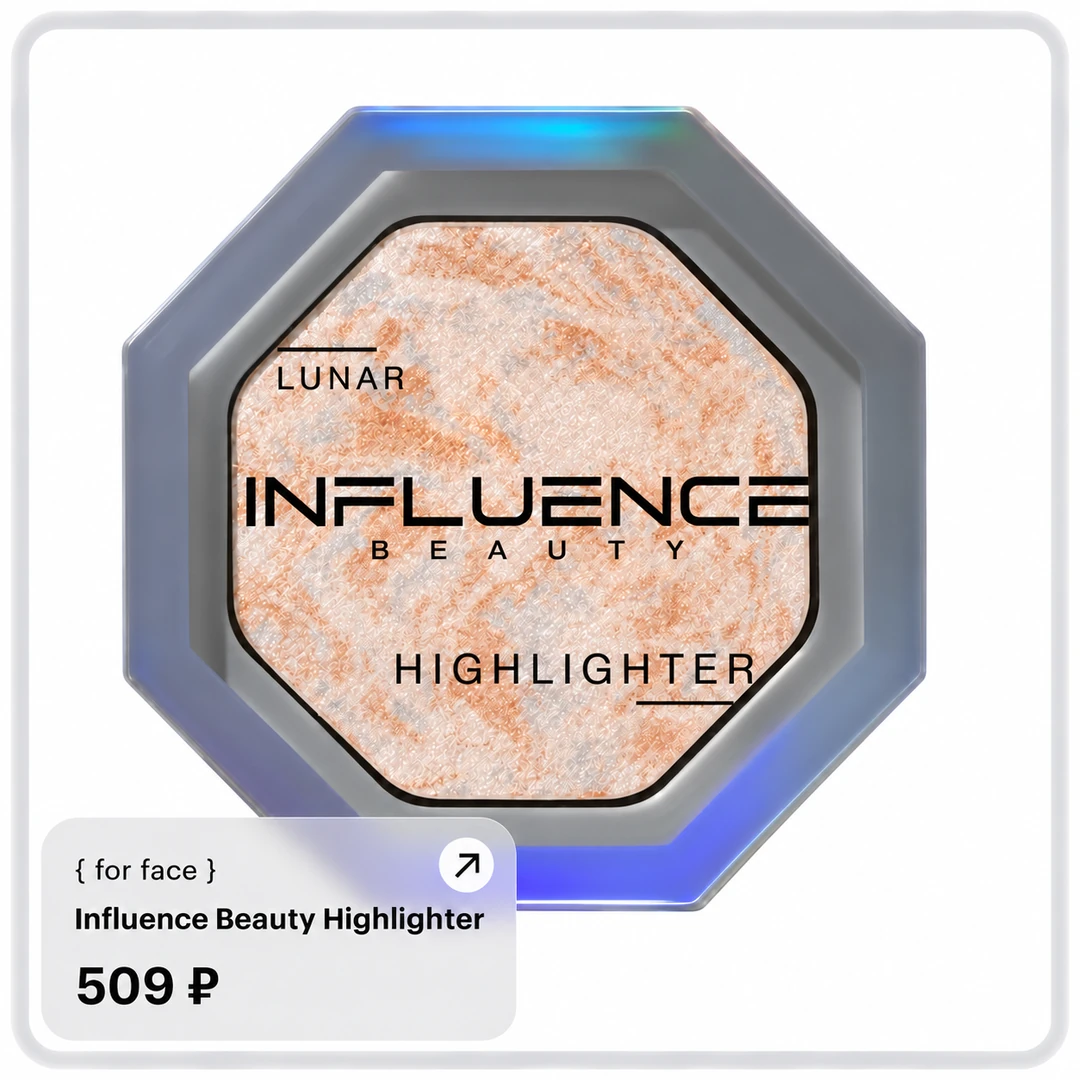 LUNAR
INFLUENCE
BEAUTY
HIGHLIGHTER
{ for face }
Influence Beauty Highlighter
509 ₽